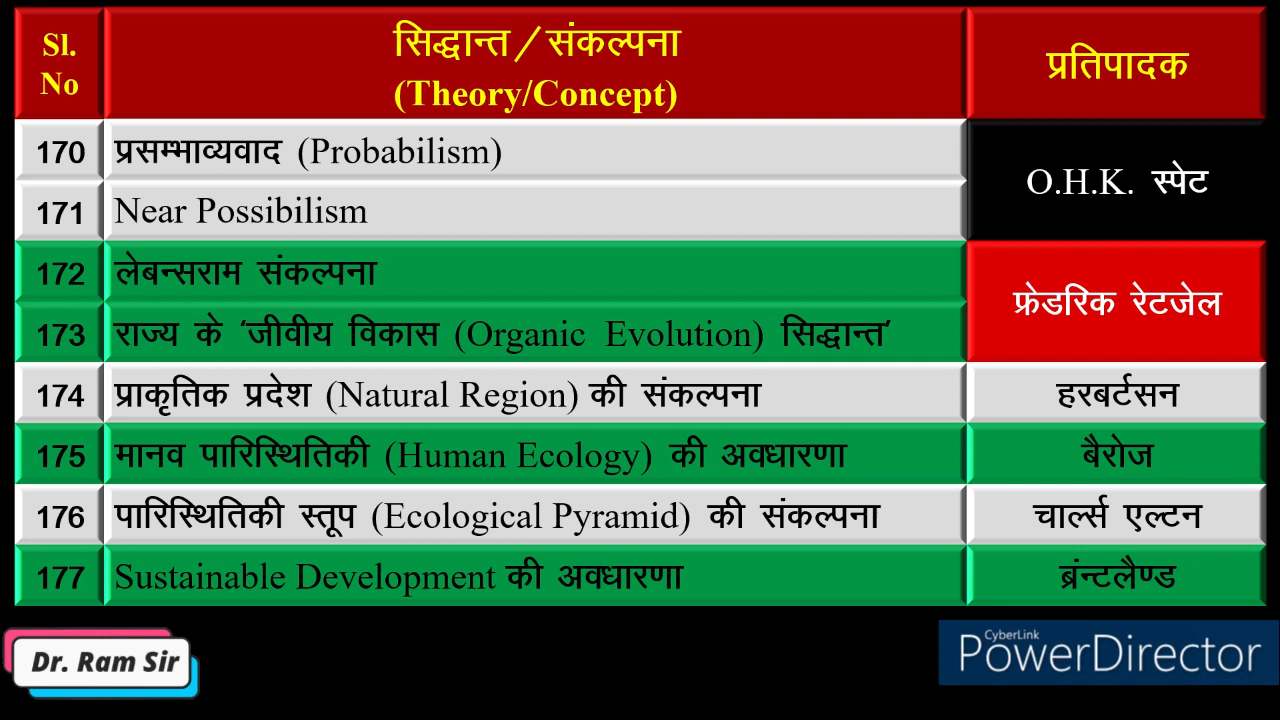 Sl. No
सिद्धान्त/संकल्पना
(Theory/Concept)
प्रतिपादक
170 प्रसम्भाव्यवाद (Probabilism)
O.H.K. स्पेट
171 Near Possibilism
172 लेबन्सराम संकल्पना
फ्रेडरिक रेटजेल
173 राज्य के 'जीवीय विकास (Organic Evolution) सिद्धान्त'
174 प्राकृतिक प्रदेश (Natural Region) की संकल्पना हरबर्टसन
175 मानव पारिस्थितिकी (Human Ecology) की अवधारणा बैरोज
176 पारिस्थितिकी स्तूप (Ecological Pyramid) की संकल्पना चार्ल्स एल्टन
177 Sustainable Development की अवधारणा ब्रंन्टलैण्ड
Dr. Ram Sir
CyberLink
PowerDirector